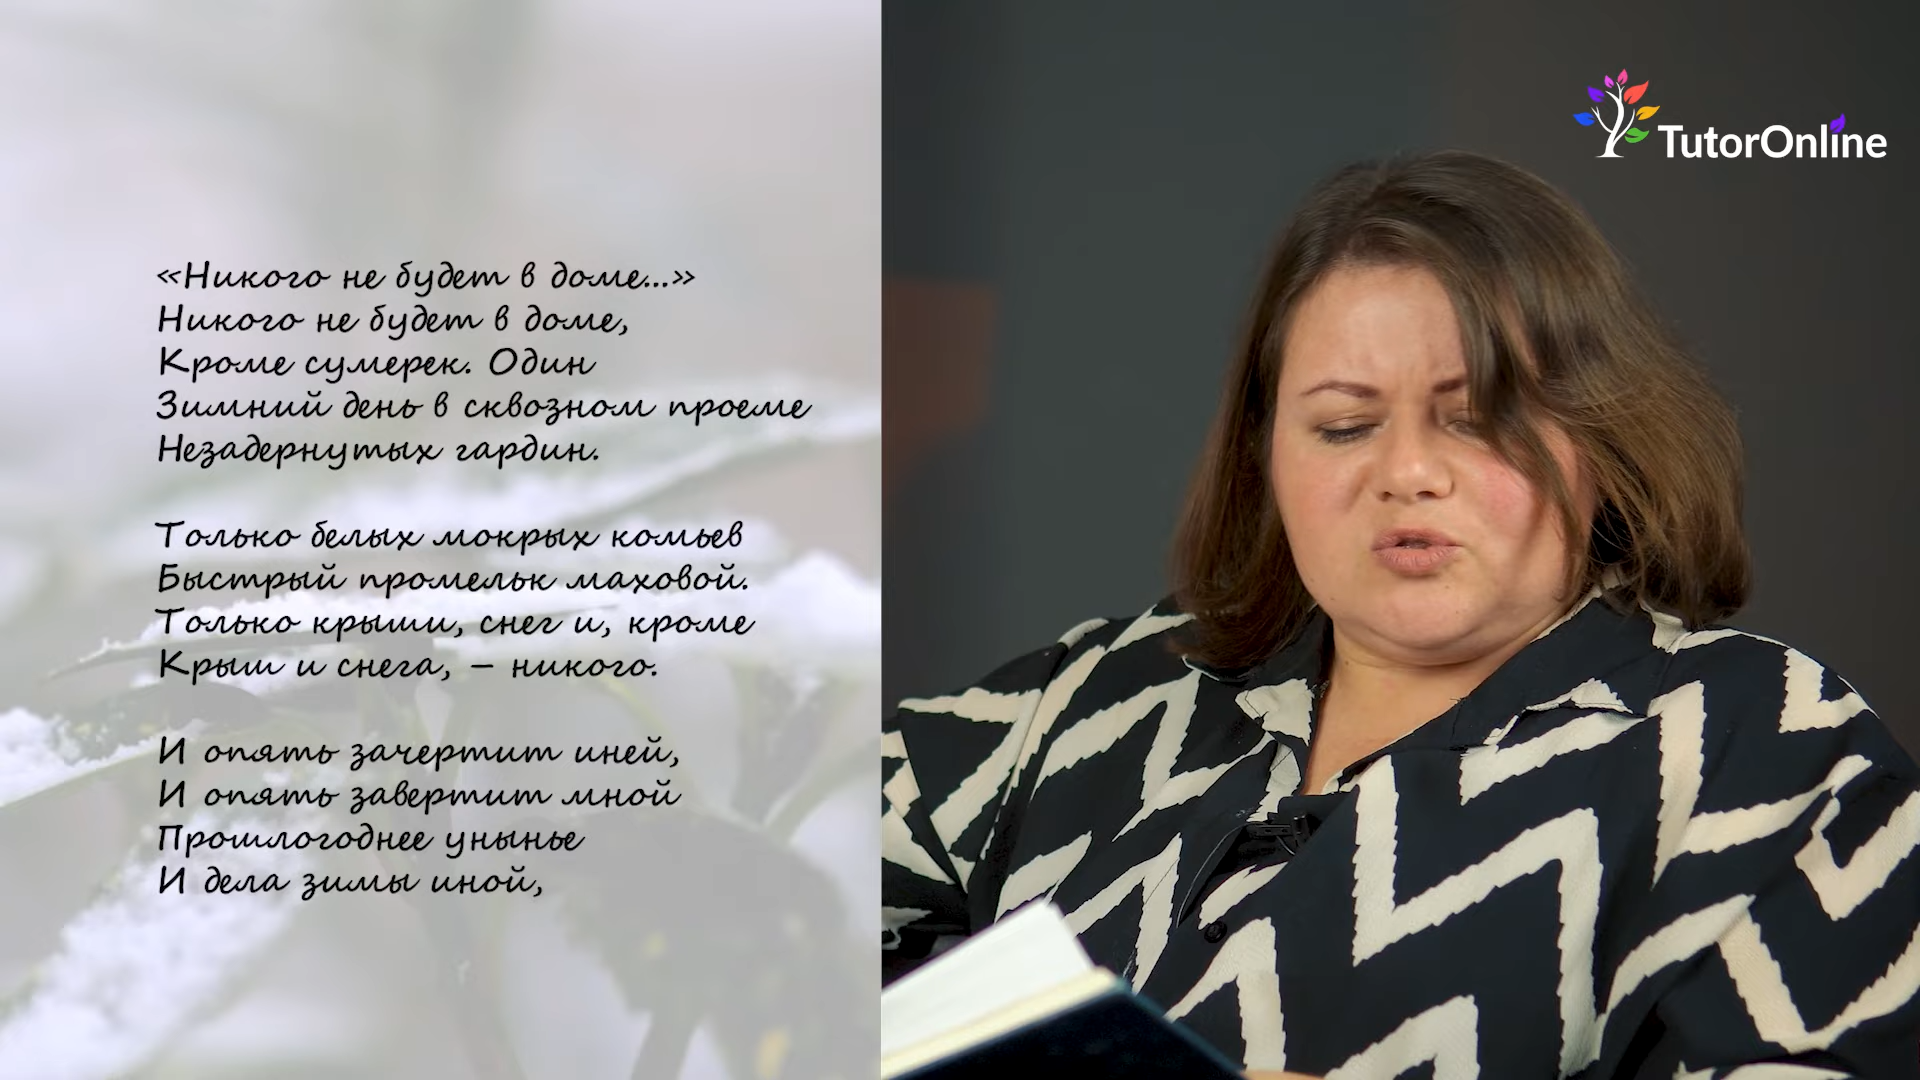 «Никого не будет в доме...»
Никого не будет в доме,
Кроме сумерек. Один
Зимний день в сквозном проеме
Незадернутых гардин.
Только белых мокрых комьев
Быстрый промельк маховой.
Только крыши, снег и, кроме
Крыш и снега, – никого.
И опять зачертит иней,
И опять завертит мной
Прошлогоднее унынье
И дела зимы иной,
TutorOnline